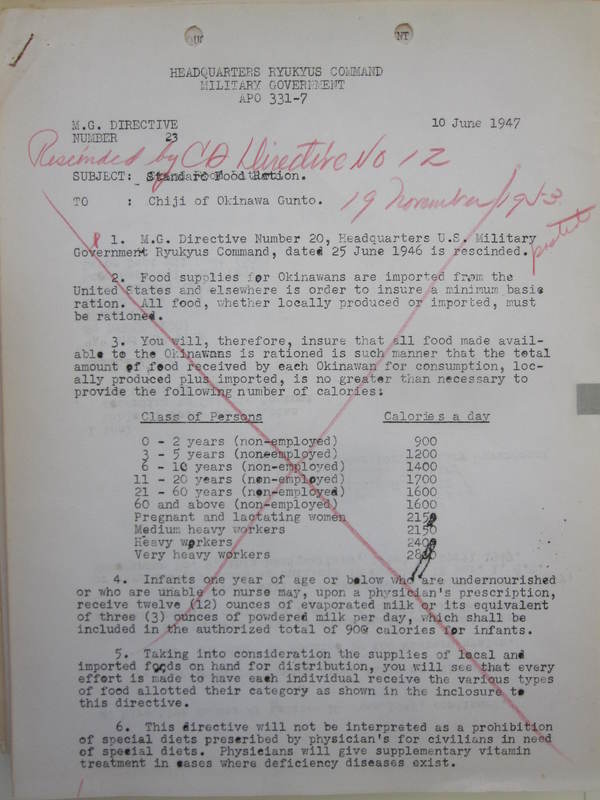 HEADQUARTERS RYUKYUS COMMAND
MILITARY GOVERNMENT
APO 331-7
M.G. DIRECTIVE 10 June 1947
NUMBER 23
Rescinded by CA Directive No 12
SUBJECT: Standard Food Ration.
19 November 1953
TO : Chiji of Okinawa Gunto.
1. M.G. Directive Number 20, Headquarters U.S. Military
Government Ryukyus Command, dated 25 June 1946 is rescinded.
2. Food supplies for Okinawans are imported from the
United States and elsewhere is order to insure a minimum basis
ration. All food, whether locally produced or imported, must
be rationed.
3. You will, therefore, insure that all food made avail-
able to the Okinawans is rationed is such manner that the total
amount of food received by each Okinawan for consumption, loc-
ally produced plus imported, is no greater than necessary to
provide the following number of calories:
Class of Persons Calories a day
0 - 2 years (non-employed) 900
3 - 5 years (non-employed) 1200
6 - 10 years (non-employed) 1400
11 - 20 years (non-employed) 1700
21 - 60 years (non-employed) 1600
60 and above (non-employed) 1600
Pregnant and lactating women 2150
Medium heavy workers 2150
Heavy workers 2400
Very heavy workers 2800
4. Infants one year of age or below who are undernourished
or who are unable to nurse may, upon a physician's prescription,
receive twelve (12) ounces of evaporated milk or its equivalent
of three (3) ounces of powdered milk per day, which shall be
included in the authorized total of 900 calories for infants.
5. Taking into consideration the supplies of local and
imported foods on hand for distribution, you will see that every
effort is made to have each individual receive the various types
of food allotted their category as shown in the inclosure to
this directive.
6. This directive will not be interpreted as a prohibition
of special diets prescribed by physician's for civilians in need
of special diets. Physicians will give supplementary vitamin
treatment in cases where deficiency diseases exist.